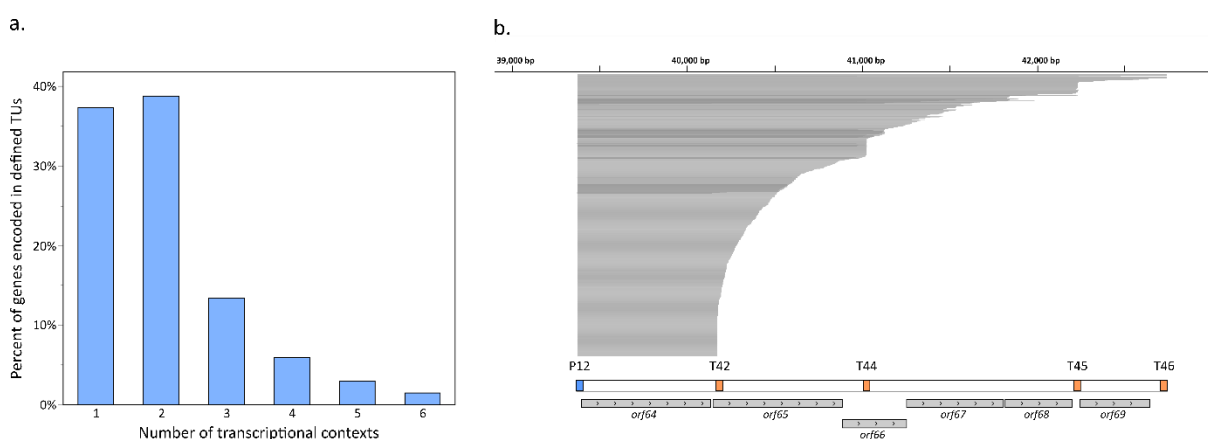 a.
Percent of genes encoded in defined TUs
40%
30%
20%
10%
0%
1 2 3 4 5 6
Number of transcriptional contexts
b.
39,000 bp 40,000 bp 41,000 bp 42,000 bp
P12 T42 T44 T45 T46
orf64 orf65 orf67 orf68 orf69
orf66